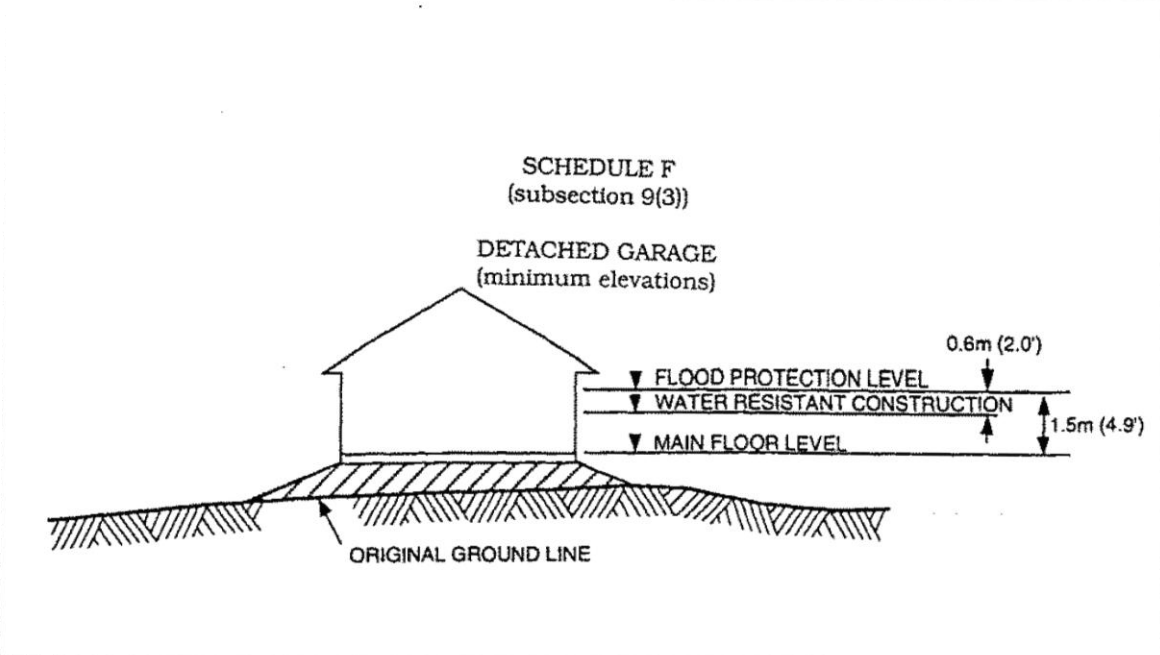 SCHEDULE F
(subsection 9(3))
DETACHED GARAGE
(minimum elevations)
0.6m (2.0')
FLOOD PROTECTION LEVEL
WATER RESISTANT CONSTRUCTION
1.5m (4.9')
MAIN FLOOR LEVEL
ORIGINAL GROUND LINE